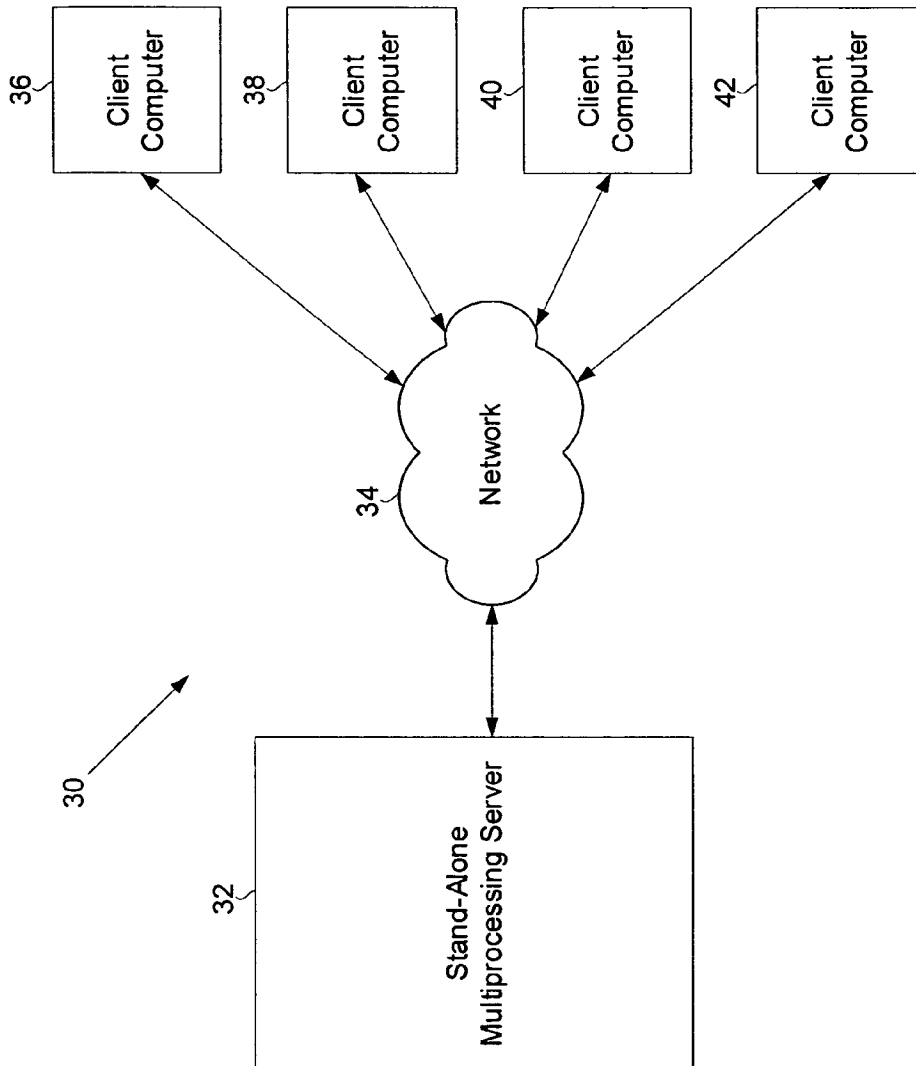 30
32
Stand-Alone
Multiprocessing Server
34
Network
36
Client
Computer
38
Client
Computer
40
Client
Computer
42
Client
Computer